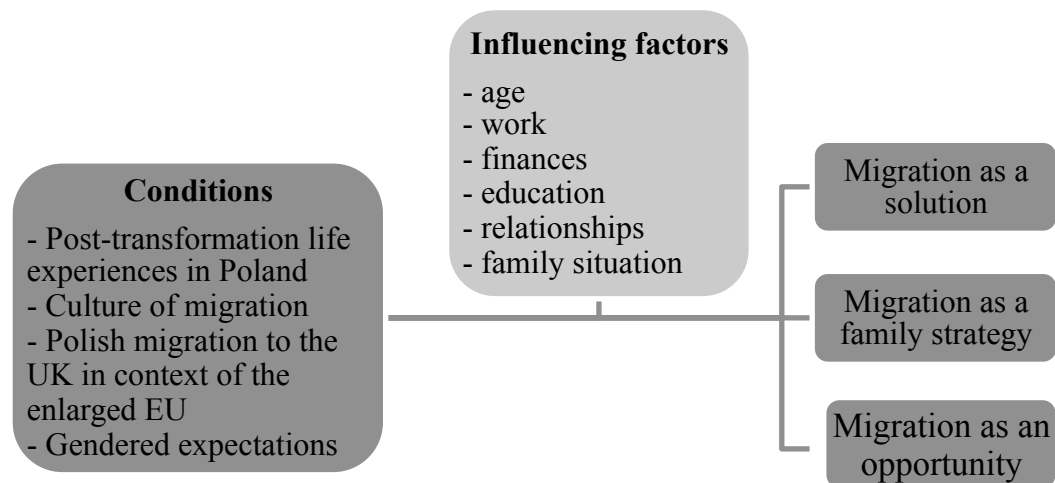 Influencing factors
- age
- work
- finances
- education
- relationships
- family situation
Conditions
- Post-transformation life
experiences in Poland
- Culture of migration
- Polish migration to the
UK in context of the
enlarged EU
- Gendered expectations
Migration as a
solution
Migration as a
family strategy
Migration as an
opportunity